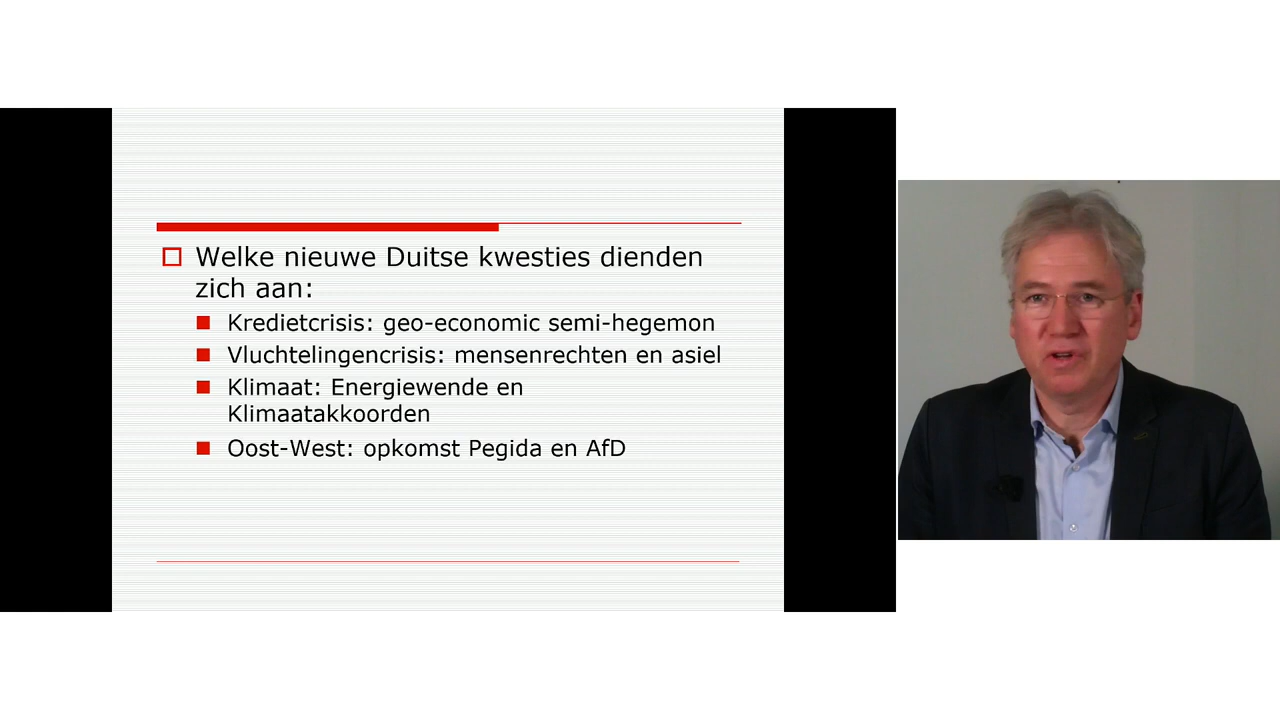 Welke nieuwe Duitse kwesties dienden
zich aan:
Kredietcrisis: geo-economic semi-hegemon
Vluchtelingencrisis: mensenrechten en asiel
Klimaat: Energiewende en
Klimaatakkoorden
Oost-West: opkomst Pegida en AfD